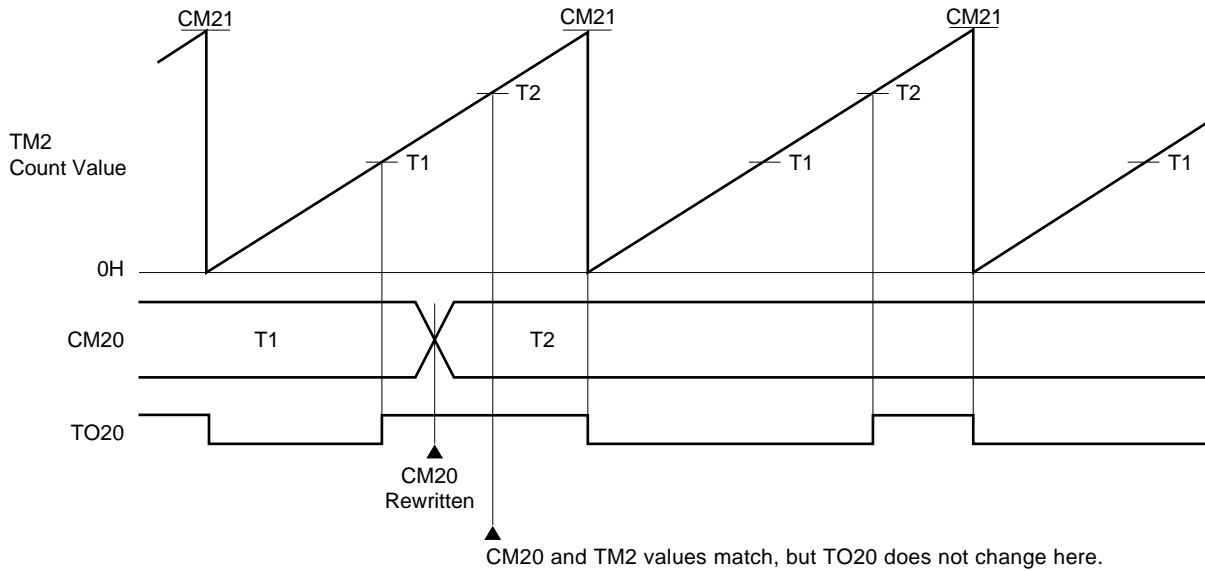 CM21
CM21
CM21
T2
T2
TM2
Count Value
T1
T1
T1
0H
CM20
T1
T2
TO20
CM20
Rewritten
CM20 and TM2 values match, but TO20 does not change here.